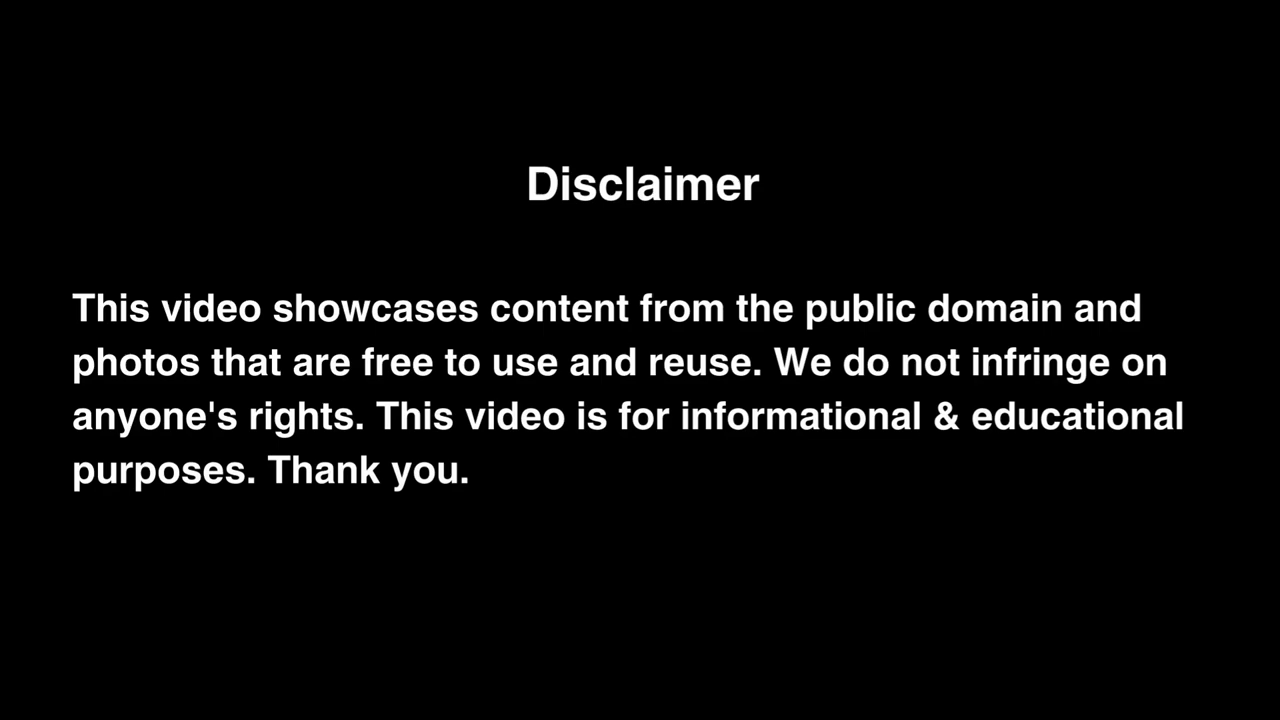 Disclaimer
This video showcases content from the public domain and
photos that are free to use and reuse. We do not infringe on
anyone's rights. This video is for informational & educational
purposes. Thank you.